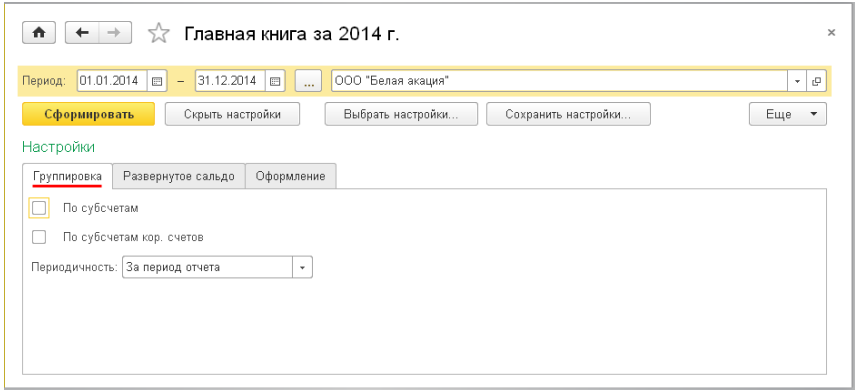 Главная книга за 2014 г.
Период: 01.01.2014 – 31.12.2014 ... ООО "Белая акация"
Сформировать Скрыть настройки Выбрать настройки... Сохранить настройки... Еще
Настройки
Группировка Развернутое сальдо Оформление
По субсчетам
По субсчетам кор. счетов
Периодичность: За период отчета